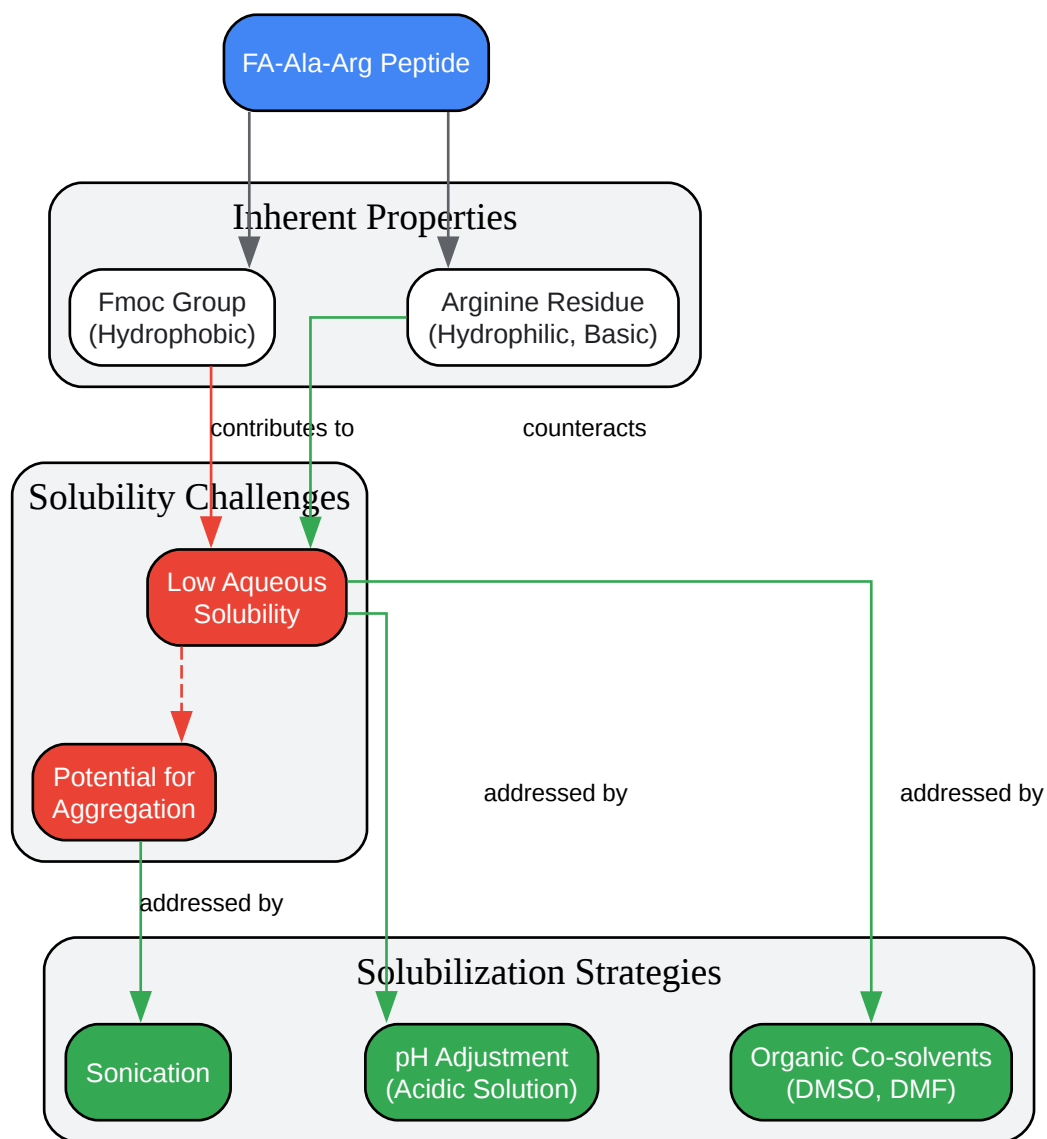 FA-Ala-Arg Peptide
Inherent Properties
Fmoc Group
(Hydrophobic)
Arginine Residue
(Hydrophilic, Basic)
contributes to
counteracts
Solubility Challenges
Low Aqueous
Solubility
Potential for
Aggregation
addressed by
addressed by
addressed by
Solubilization Strategies
Sonication
pH Adjustment
(Acidic Solution)
Organic Co-solvents
(DMSO, DMF)